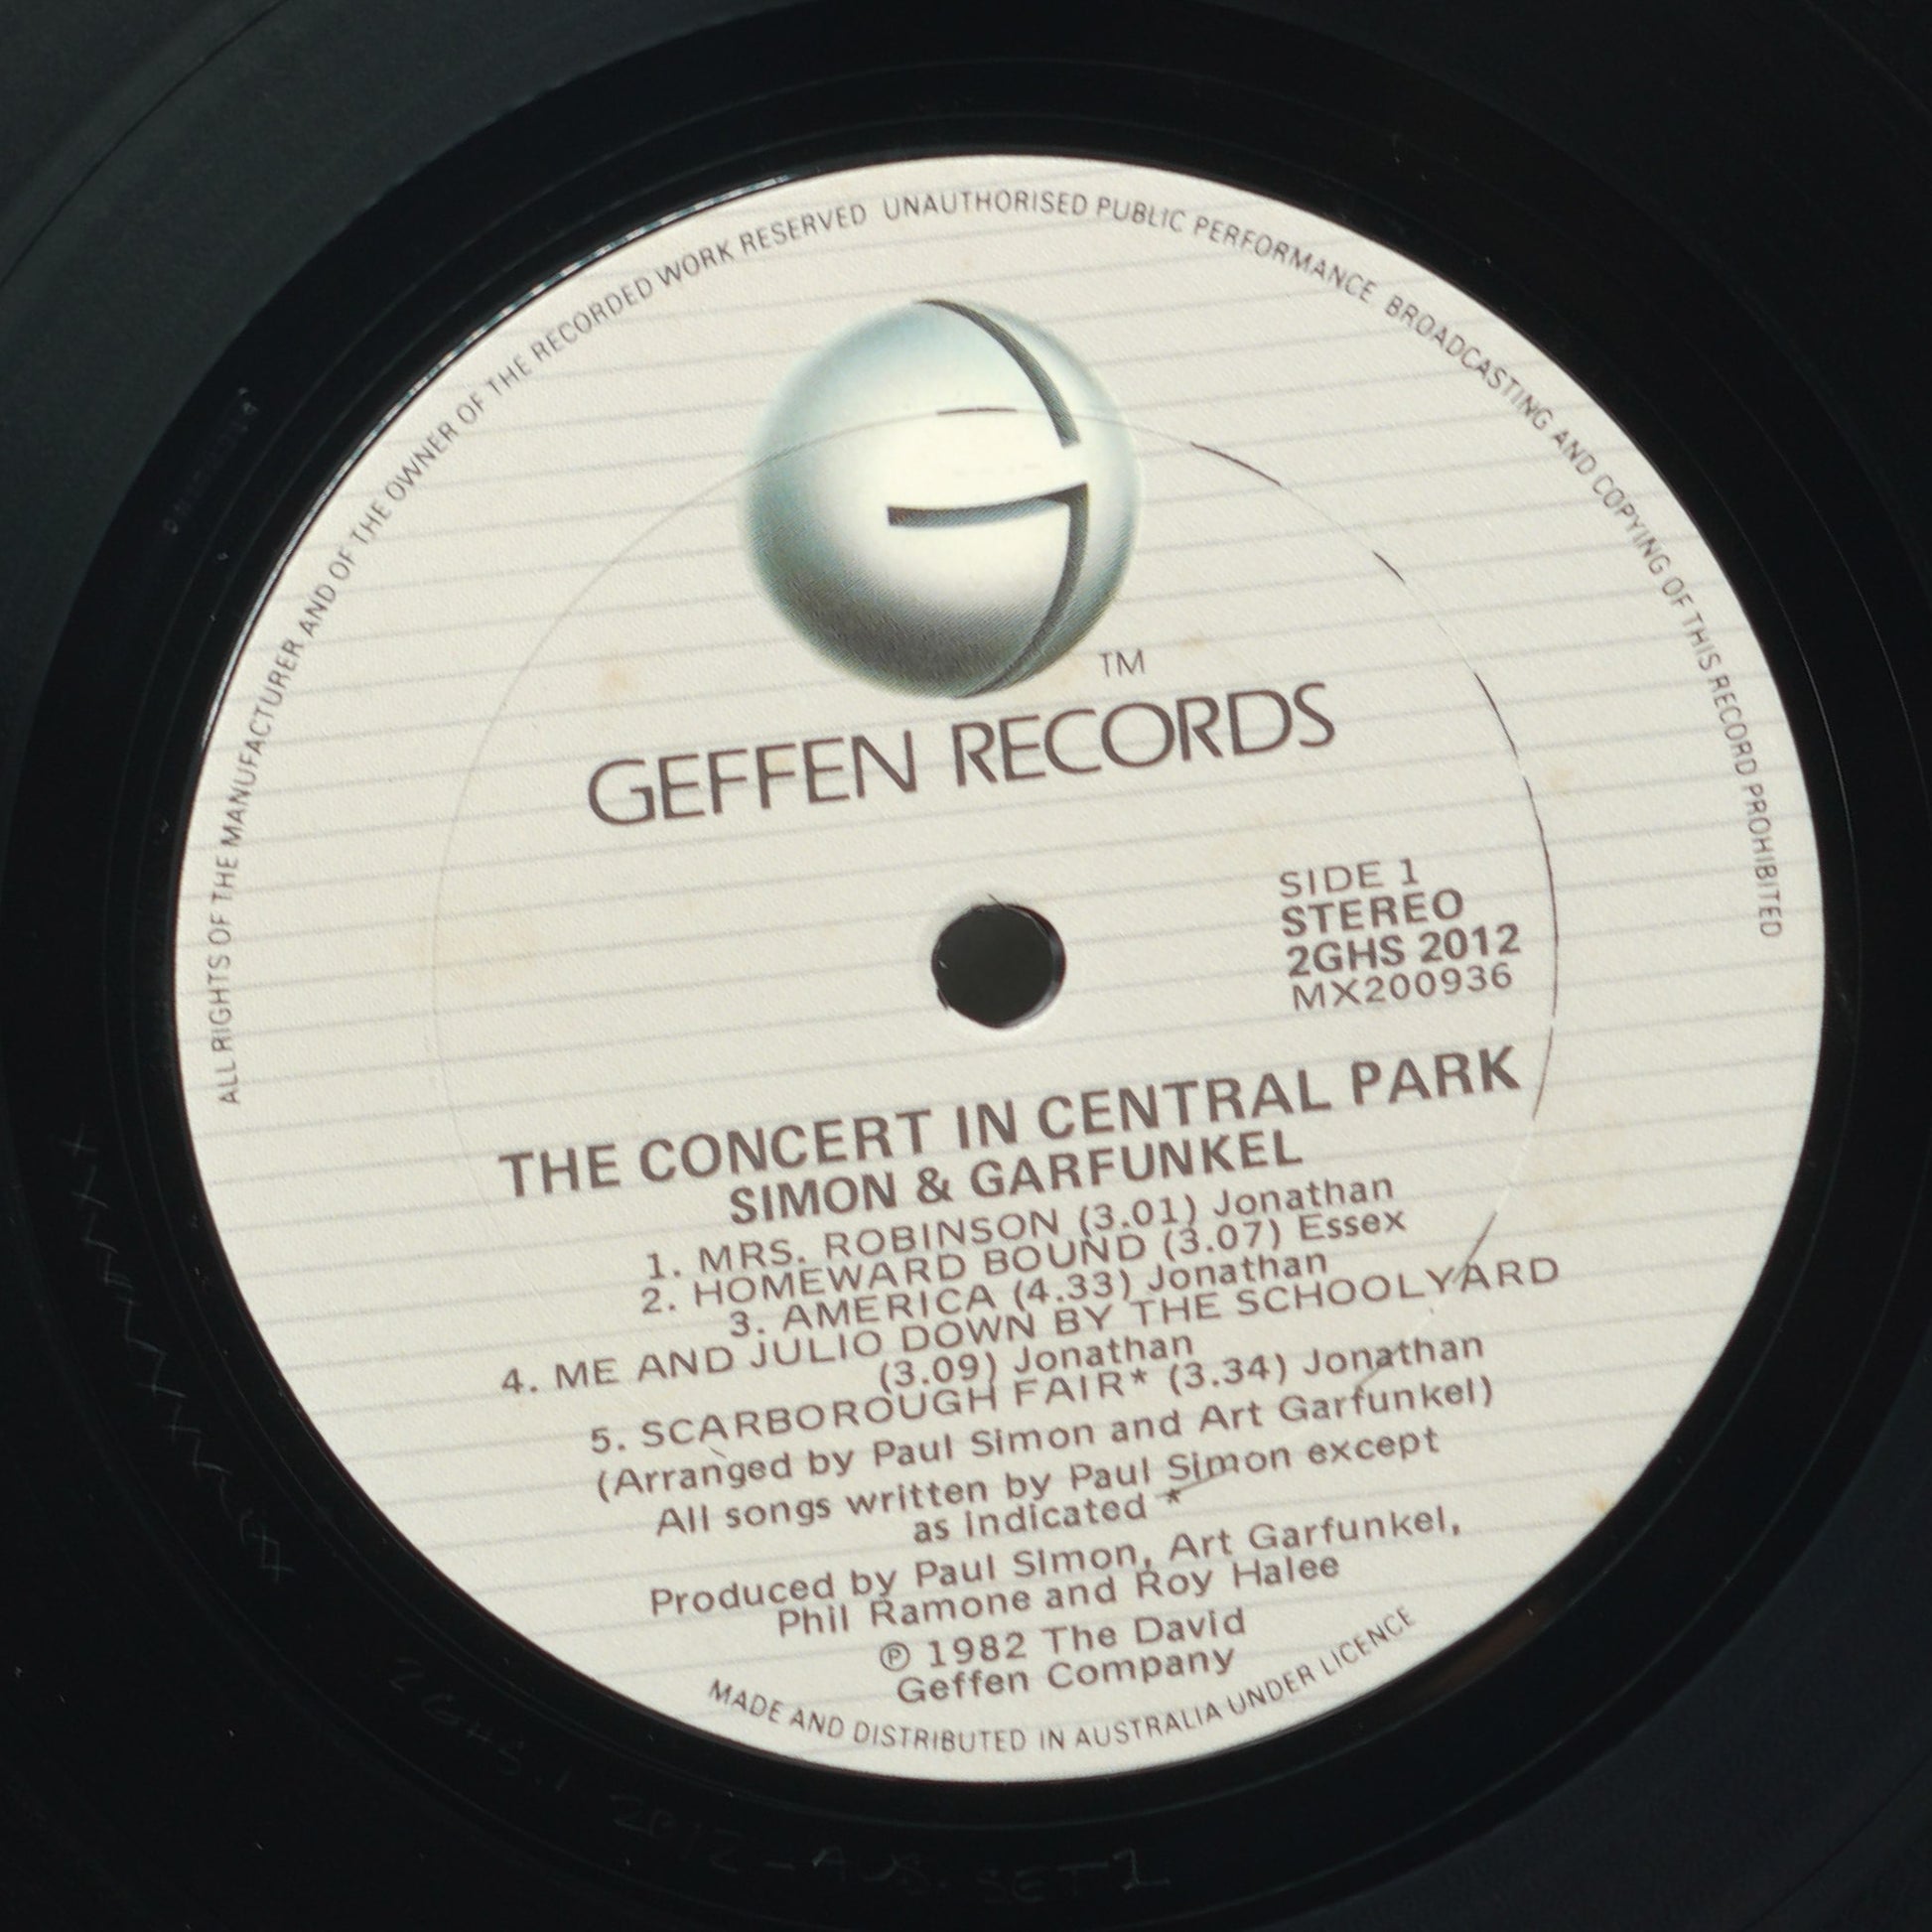 ALL RIGHTS OF THE MANUFACTURER AND OF THE OWNER OF THE RECORDED WORK RESERVED UNAUTHORISED PUBLIC PERFORMANCE BROADCASTING AND COPYING OF THIS RECORD PROHIBITED
TM
GEFFEN RECORDS
SIDE 1
STEREO
2GHS 2012
MX200936
THE CONCERT IN CENTRAL PARK
SIMON & GARFUNKEL
1. MRS. ROBINSON (3.01) Jonathan
2. HOMEWARD BOUND (3.07) Essex
3. AMERICA (4.33) Jonathan
4. ME AND JULIO DOWN BY THE SCHOOLYARD
(3.09) Jonathan
5. SCARBOROUGH FAIR* (3.34) Jonathan
(Arranged by Paul Simon and Art Garfunkel)
All songs written by Paul Simon except
as indicated *
Produced by Paul Simon, Art Garfunkel,
Phil Ramone and Roy Halee
℗ 1982 The David
Geffen Company
MADE AND DISTRIBUTED IN AUSTRALIA UNDER LICENCE